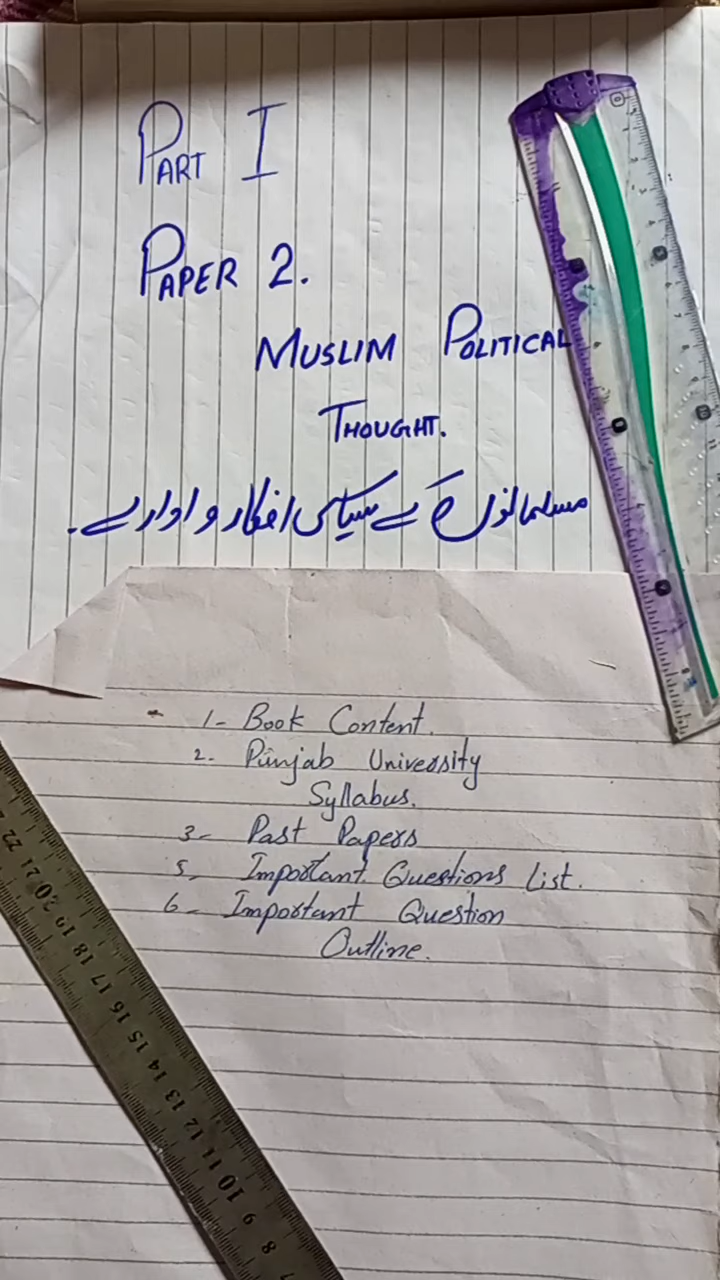 PART I
PAPER 2.
MUSLIM POLITICAL
THOUGHT.
مسلمانوں کے سیاسی افکار و ادارے۔
1- Book Content.
2. Punjab University
Syllabus.
3- Past Papers
5. Important Questions List.
6- Important Question
Outline.